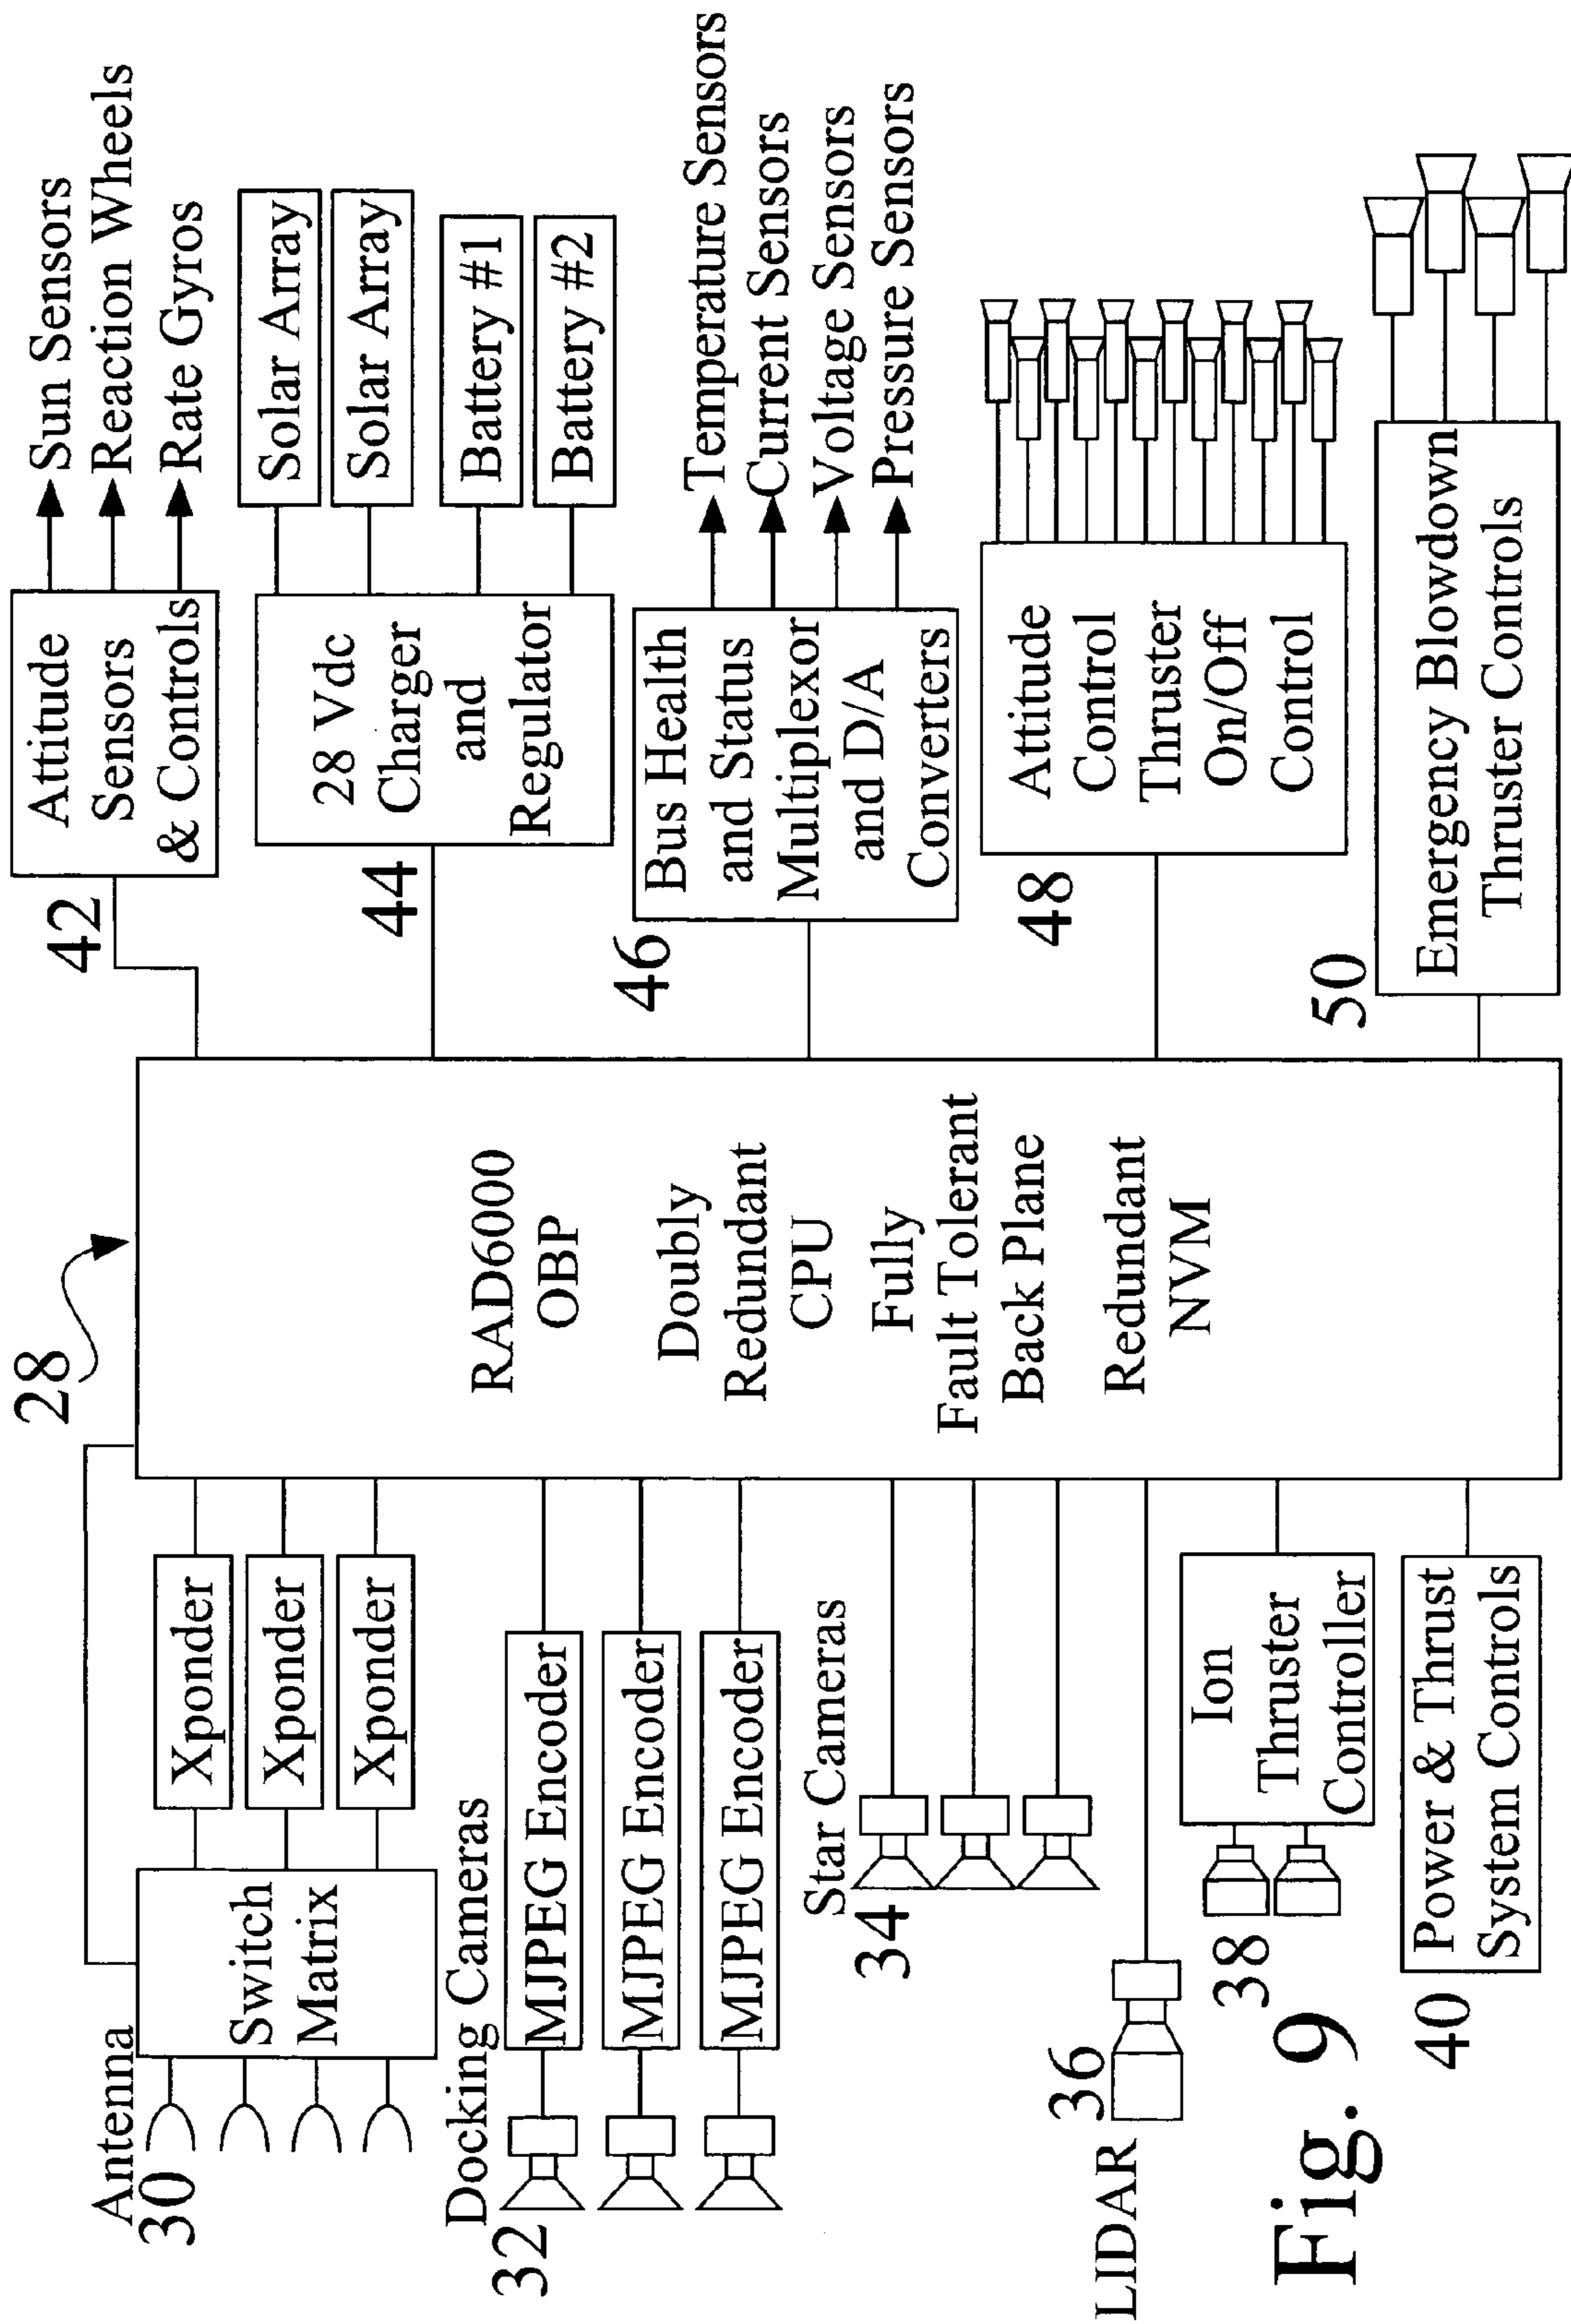 28
Antenna
30
Switch
Matrix
Xponder
Xponder
Xponder
Docking Cameras
32
MJPEG Encoder
MJPEG Encoder
MJPEG Encoder
Star Cameras
34
LIDAR
36
38
Ion
Thruster
Controller
40
Power & Thrust
System Controls
RAD6000
OBP
Doubly
Redundant
CPU
Fully
Fault Tolerant
Back Plane
Redundant
NVM
42
Attitude
Sensors
& Controls
Sun Sensors
Reaction Wheels
Rate Gyros
44
28 Vdc
Charger
and
Regulator
Solar Array
Solar Array
Battery #1
Battery #2
46
Bus Health
and Status
Multiplexor
and D/A
Converters
Temperature Sensors
Current Sensors
Voltage Sensors
Pressure Sensors
48
Attitude
Control
Thruster
On/Off
Control
50
Emergency Blowdown
Thruster Controls
Fig. 9